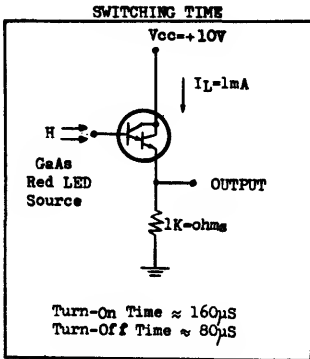 SWITCHING TIME
Vcc=+10V
IL=1mA
H
GaAs
Red LED
Source
OUTPUT
1K=ohms
Turn-On Time ≈ 160µS
Turn-Off Time ≈ 80µS